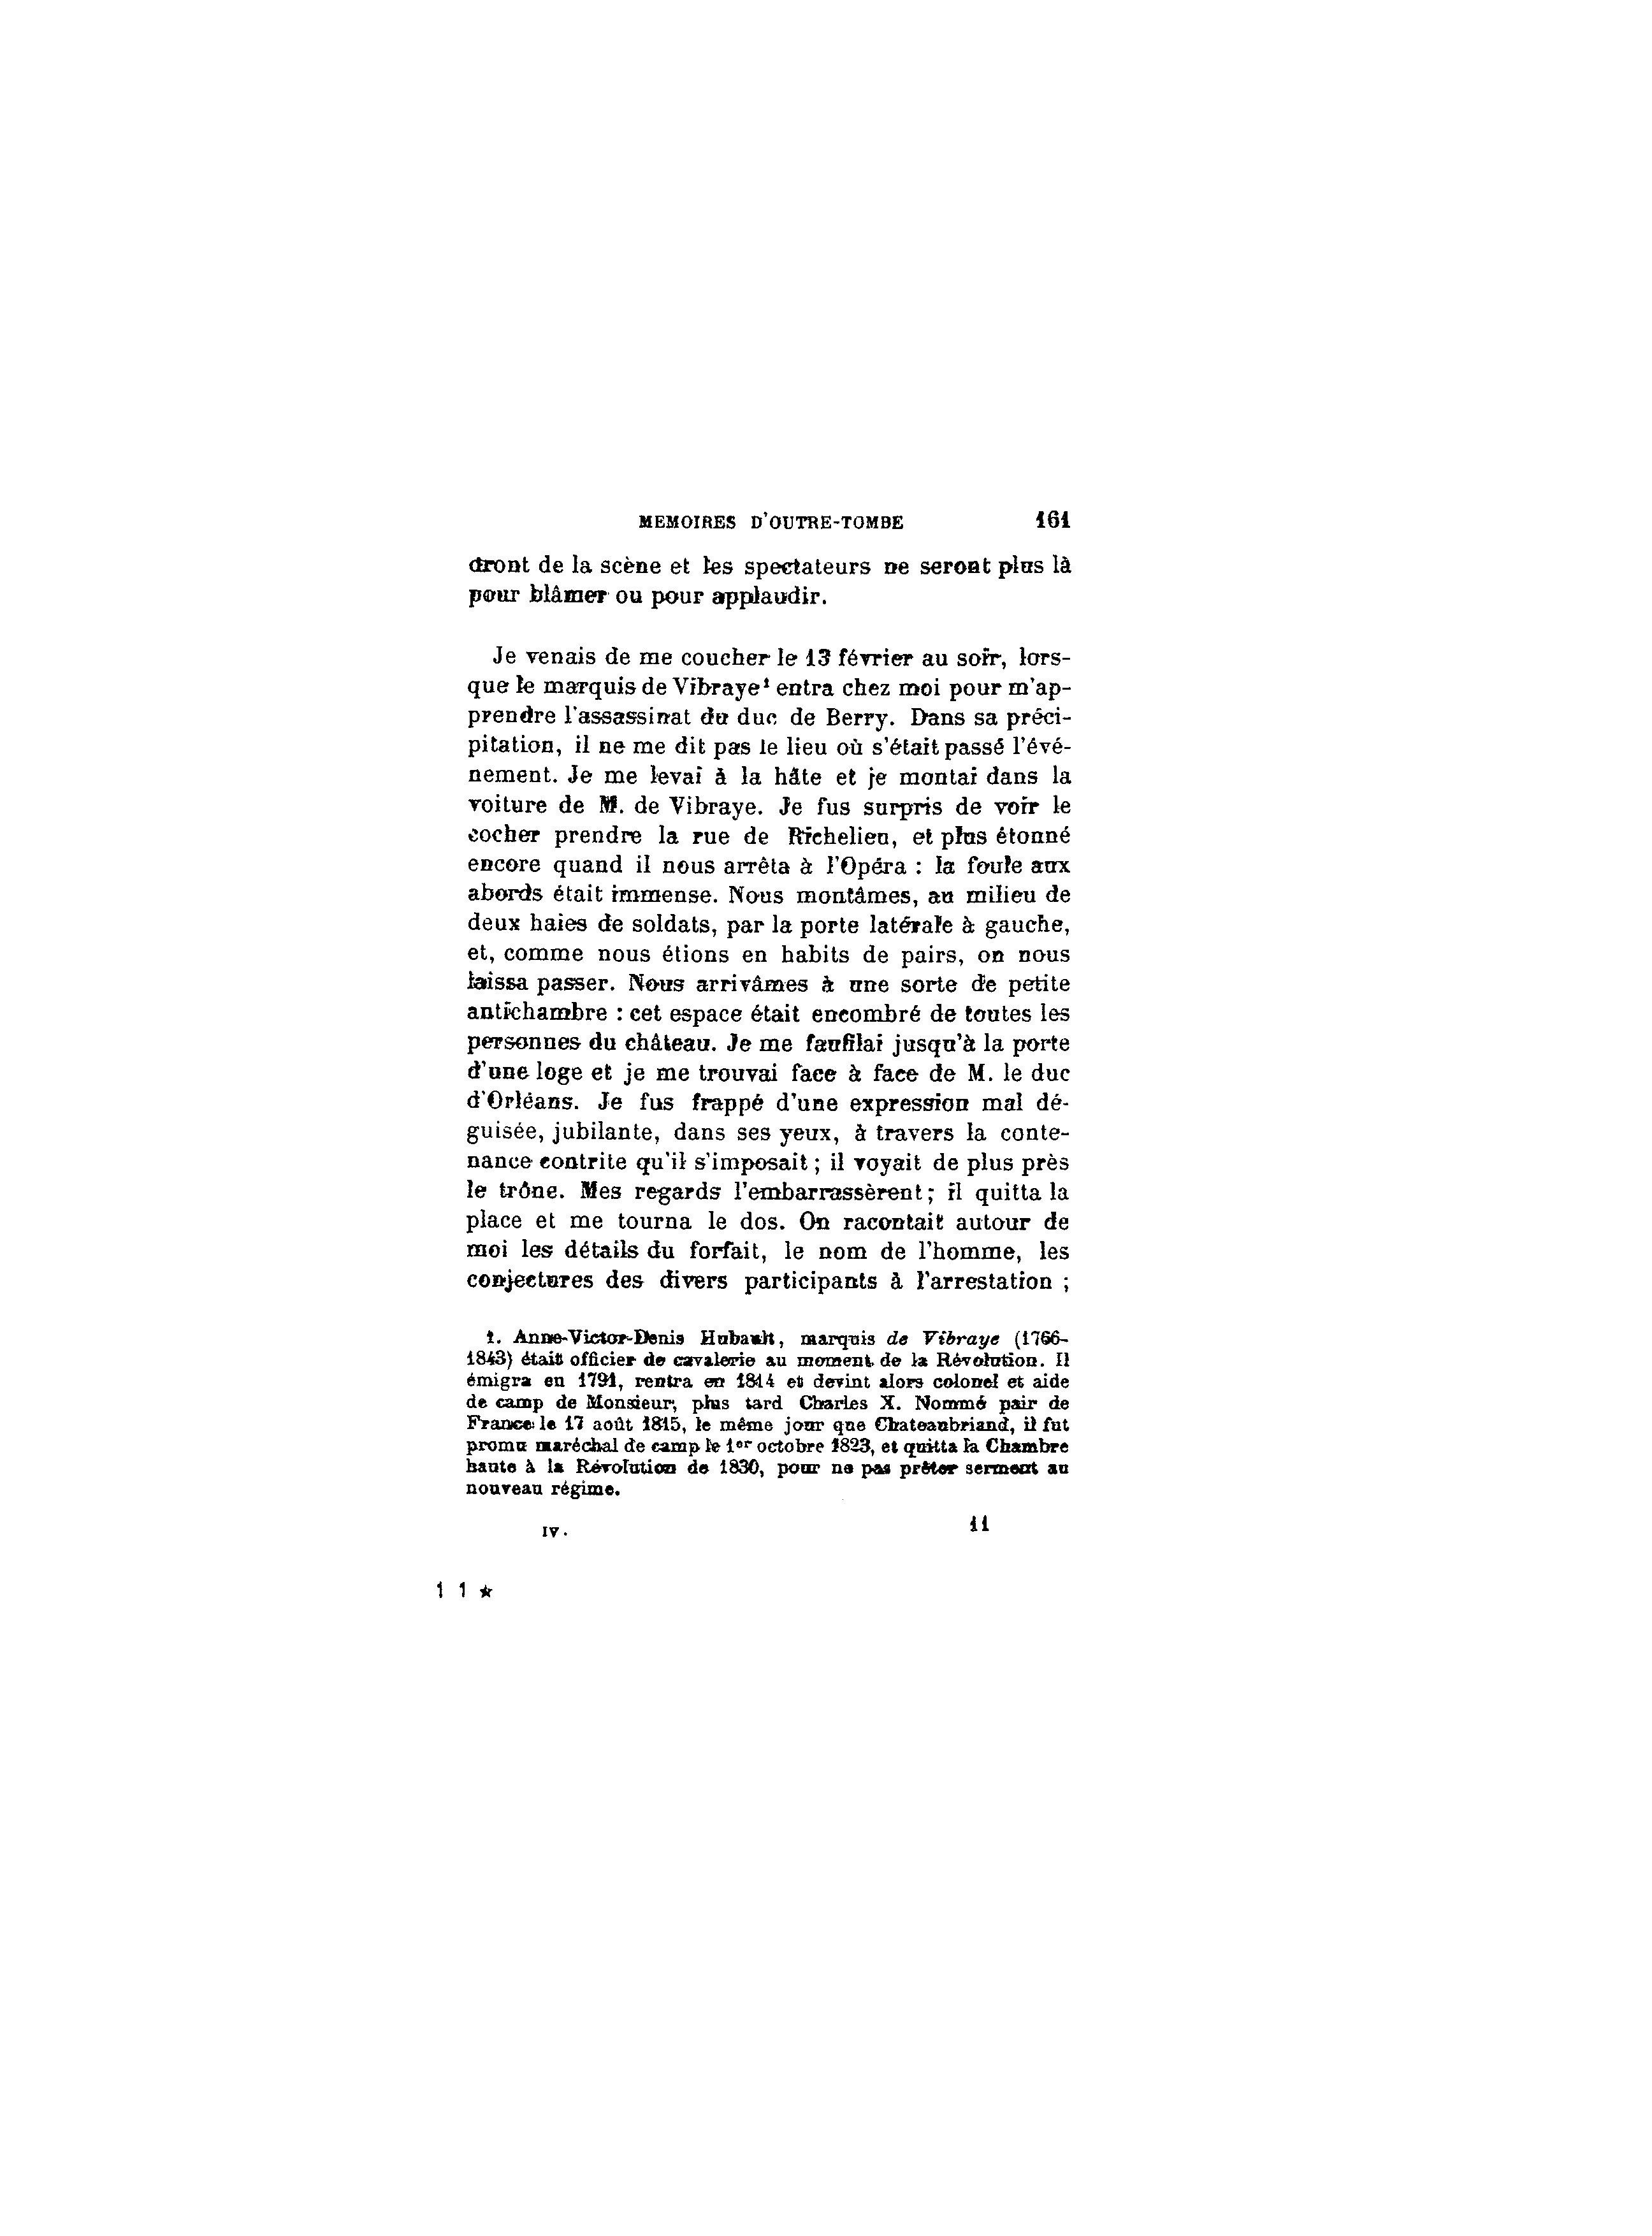 MEMOIRES D'OUTRE-TOMBE 161
dront de la scène et les spectateurs ne seront plus là
pour blâmer ou pour applaudir.
Je venais de me coucher le 13 février au soir, lors-
que le marquis de Vibraye¹ entra chez moi pour m'ap-
prendre l'assassinat du duc de Berry. Dans sa préci-
pitation, il ne me dit pas le lieu où s'était passé l'évé-
nement. Je me levai à la hâte et je montai dans la
voiture de M. de Vibraye. Je fus surpris de voir le
cocher prendre la rue de Richelieu, et plus étonné
encore quand il nous arrêta à l'Opéra : la foule aux
abords était immense. Nous montâmes, au milieu de
deux haies de soldats, par la porte latérale à gauche,
et, comme nous étions en habits de pairs, on nous
laissa passer. Nous arrivâmes à une sorte de petite
antichambre : cet espace était encombré de toutes les
personnes du château. Je me faufilai jusqu'à la porte
d'une loge et je me trouvai face à face de M. le duc
d'Orléans. Je fus frappé d'une expression mal dé-
guisée, jubilante, dans ses yeux, à travers la conte-
nance contrite qu'il s'imposait ; il voyait de plus près
le trône. Mes regards l'embarrassèrent ; il quitta la
place et me tourna le dos. On racontait autour de
moi les détails du forfait, le nom de l'homme, les
conjectures des divers participants à l'arrestation ;
1. Anne-Victor-Denis Hubault, marquis de Vibraye (1766-
1843) était officier de cavalerie au moment de la Révolution. Il
émigra en 1791, rentra en 1814 et devint alors colonel et aide
de camp de Monsieur, plus tard Charles X. Nommé pair de
France le 17 août 1815, le même jour que Chateaubriand, il fut
promu maréchal de camp le 1er octobre 1823, et quitta la Chambre
haute à la Révolution de 1830, pour ne pas prêter serment au
nouveau régime.
IV. 11
1 1 ★